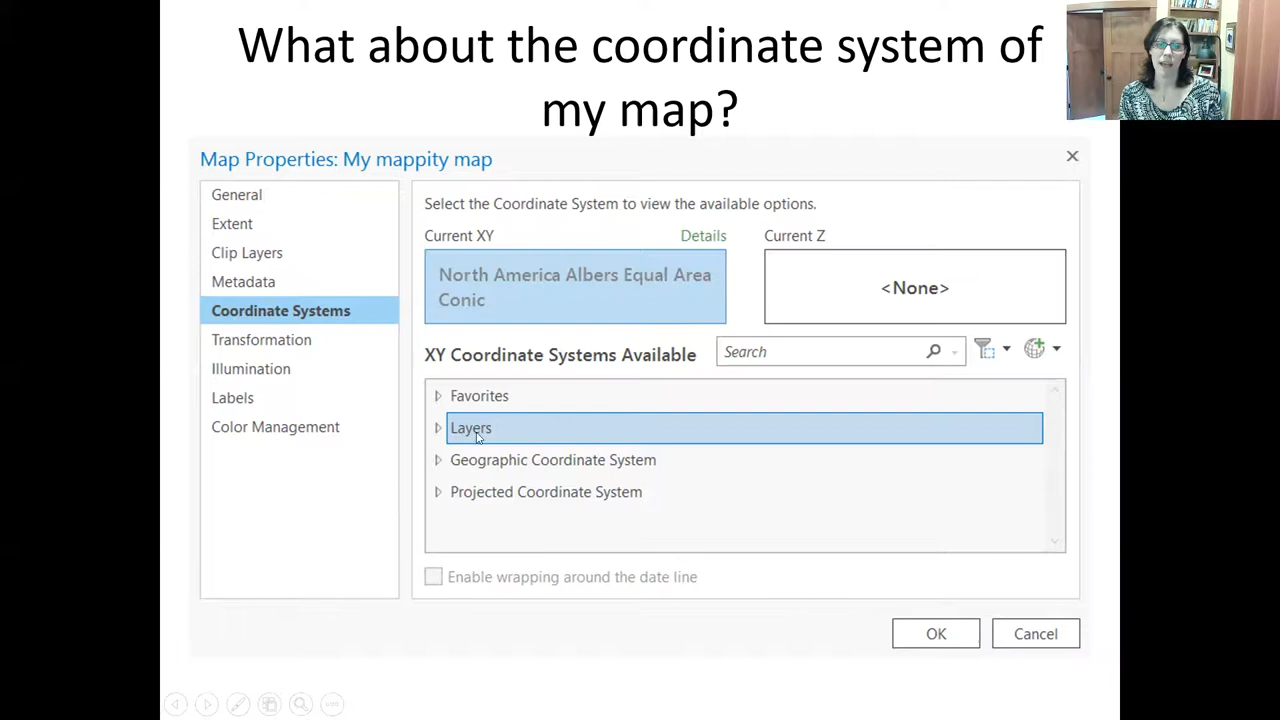 What about the coordinate system of
my map?
Map Properties: My mappity map
General
Extent
Clip Layers
Metadata
Coordinate Systems
Transformation
Illumination
Labels
Color Management
Select the Coordinate System to view the available options.
Current XY
Details
Current Z
North America Albers Equal Area
Conic
<None>
XY Coordinate Systems Available
Search
Favorites
Layers
Geographic Coordinate System
Projected Coordinate System
Enable wrapping around the date line
OK
Cancel